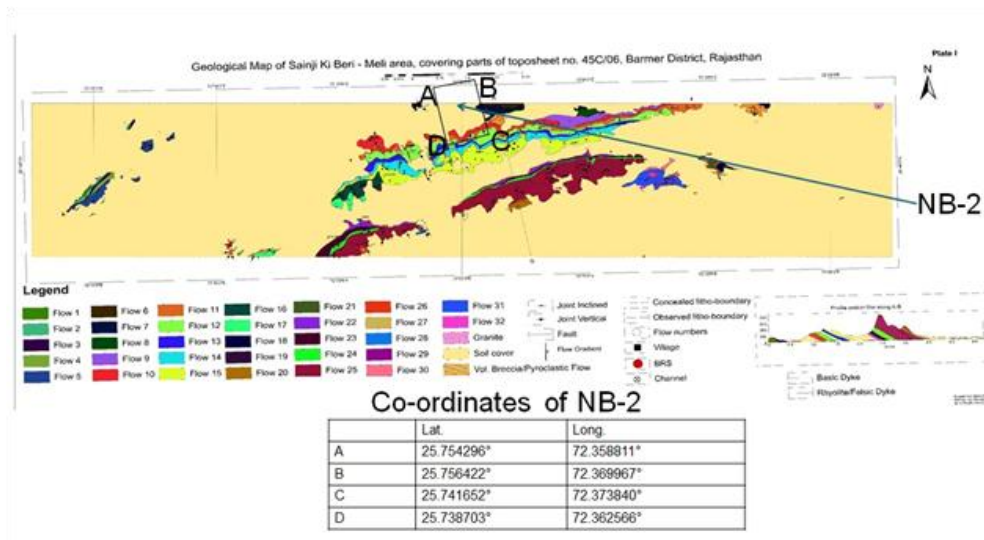 Plate I
Geological Map of Sainji Ki Beri - Meli area, covering parts of toposheet no. 45C/06, Barmer District, Rajasthan
N
A
B
C
D
NB-2
Legend
Flow 1
Flow 2
Flow 3
Flow 4
Flow 5
Flow 6
Flow 7
Flow 8
Flow 9
Flow 10
Flow 11
Flow 12
Flow 13
Flow 14
Flow 15
Flow 16
Flow 17
Flow 18
Flow 19
Flow 20
Flow 21
Flow 22
Flow 23
Flow 24
Flow 25
Flow 26
Flow 27
Flow 28
Flow 29
Flow 30
Flow 31
Flow 32
Granite
Soil cover
Vol. Breccia/Pyroclastic Flow
Joint Inclined
Joint Vertical
Fault
Flow Gradient
Concealed litho-boundary
Observed litho-boundary
Flow numbers
Village
BRS
Channel
Basic Dyke
Rhyolite/Felsic Dyke
Co-ordinates of NB-2
Lat. Long.
A 25.754296° 72.358811°
B 25.756422° 72.369967°
C 25.741652° 72.373840°
D 25.738703° 72.362566°